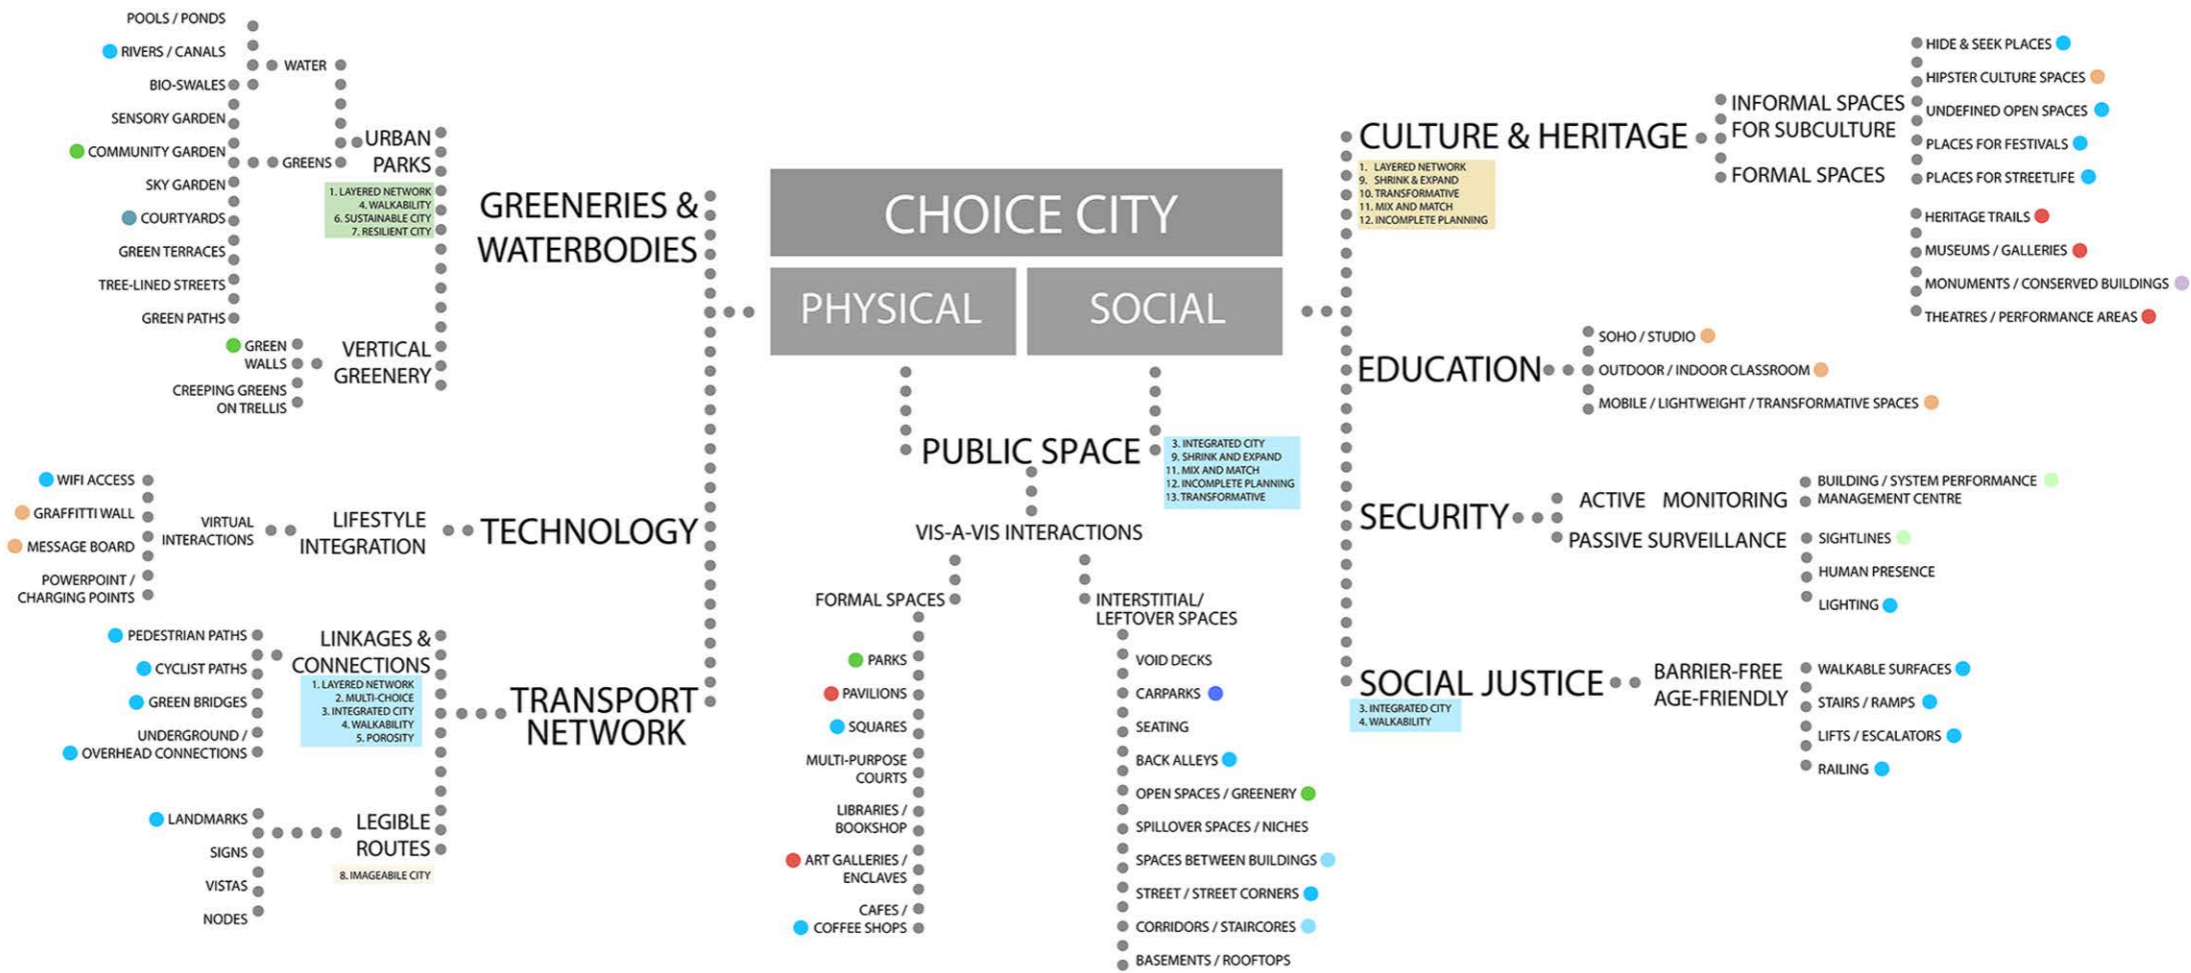 CHOICE CITY
PHYSICAL
SOCIAL
GREENERIES &
WATERBODIES
URBAN
PARKS
1. LAYERED NETWORK
4. WALKABILITY
6. SUSTAINABLE CITY
7. RESILIENT CITY
WATER
POOLS / PONDS
RIVERS / CANALS
BIO-SWALES
GREENS
SENSORY GARDEN
COMMUNITY GARDEN
SKY GARDEN
COURTYARDS
GREEN TERRACES
TREE-LINED STREETS
GREEN PATHS
VERTICAL
GREENERY
GREEN
WALLS
CREEPING GREENS
ON TRELLIS
TECHNOLOGY
LIFESTYLE
INTEGRATION
VIRTUAL
INTERACTIONS
WIFI ACCESS
GRAFFITTI WALL
MESSAGE BOARD
POWERPOINT /
CHARGING POINTS
TRANSPORT
NETWORK
LINKAGES &
CONNECTIONS
1. LAYERED NETWORK
2. MULTI-CHOICE
3. INTEGRATED CITY
4. WALKABILITY
5. POROSITY
PEDESTRIAN PATHS
CYCLIST PATHS
GREEN BRIDGES
UNDERGROUND /
OVERHEAD CONNECTIONS
LEGIBLE
ROUTES
8. IMAGEABILE CITY
LANDMARKS
SIGNS
VISTAS
NODES
PUBLIC SPACE
3. INTEGRATED CITY
9. SHRINK AND EXPAND
11. MIX AND MATCH
12. INCOMPLETE PLANNING
13. TRANSFORMATIVE
VIS-A-VIS INTERACTIONS
FORMAL SPACES
PARKS
PAVILIONS
SQUARES
MULTI-PURPOSE
COURTS
LIBRARIES /
BOOKSHOP
ART GALLERIES /
ENCLAVES
CAFES /
COFFEE SHOPS
INTERSTITIAL/
LEFTOVER SPACES
VOID DECKS
CARPARKS
SEATING
BACK ALLEYS
OPEN SPACES / GREENERY
SPILLOVER SPACES / NICHES
SPACES BETWEEN BUILDINGS
STREET / STREET CORNERS
CORRIDORS / STAIRCORES
BASEMENTS / ROOFTOPS
CULTURE & HERITAGE
1. LAYERED NETWORK
9. SHRINK & EXPAND
10. TRANSFORMATIVE
11. MIX AND MATCH
12. INCOMPLETE PLANNING
INFORMAL SPACES
FOR SUBCULTURE
FORMAL SPACES
HIDE & SEEK PLACES
HIPSTER CULTURE SPACES
UNDEFINED OPEN SPACES
PLACES FOR FESTIVALS
PLACES FOR STREETLIFE
HERITAGE TRAILS
MUSEUMS / GALLERIES
MONUMENTS / CONSERVED BUILDINGS
THEATRES / PERFORMANCE AREAS
EDUCATION
SOHO / STUDIO
OUTDOOR / INDOOR CLASSROOM
MOBILE / LIGHTWEIGHT / TRANSFORMATIVE SPACES
SECURITY
ACTIVE MONITORING
BUILDING / SYSTEM PERFORMANCE
MANAGEMENT CENTRE
PASSIVE SURVEILLANCE
SIGHTLINES
HUMAN PRESENCE
LIGHTING
SOCIAL JUSTICE
3. INTEGRATED CITY
4. WALKABILITY
BARRIER-FREE
AGE-FRIENDLY
WALKABLE SURFACES
STAIRS / RAMPS
LIFTS / ESCALATORS
RAILING